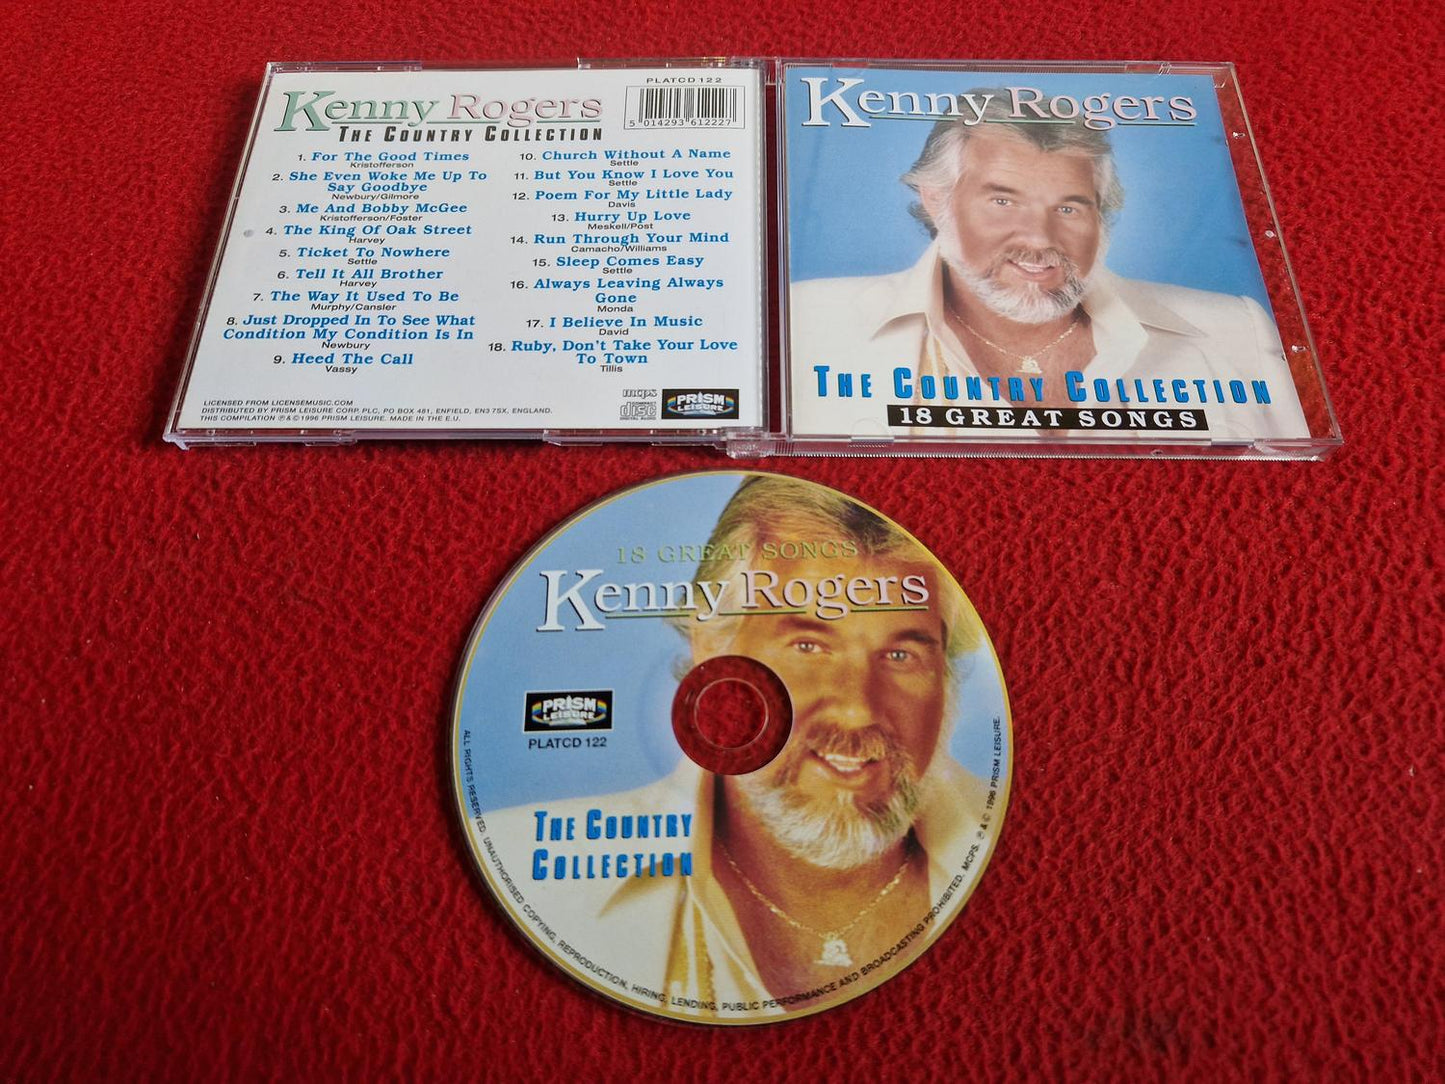 PLATCD 122
Kenny Rogers
THE COUNTRY COLLECTION
5 014293 612227
1. For The Good Times
Kristofferson
2. She Even Woke Me Up To
Say Goodbye
Newbury/Gilmore
3. Me And Bobby McGee
Kristofferson/Foster
4. The King Of Oak Street
Harvey
5. Ticket To Nowhere
Settle
6. Tell It All Brother
Harvey
7. The Way It Used To Be
Murphy/Cansler
8. Just Dropped In To See What
Condition My Condition Is In
Newbury
9. Heed The Call
Vassy
10. Church Without A Name
Settle
11. But You Know I Love You
Settle
12. Poem For My Little Lady
Davis
13. Hurry Up Love
Meskell/Post
14. Run Through Your Mind
Camacho/Williams
15. Sleep Comes Easy
Settle
16. Always Leaving Always
Gone
Monda
17. I Believe In Music
David
18. Ruby, Don't Take Your Love
To Town
Tillis
LICENSED FROM LICENSEMUSIC.COM
DISTRIBUTED BY PRISM LEISURE CORP. PLC, PO BOX 481, ENFIELD, EN3 7SX, ENGLAND.
THIS COMPILATION ℗ & © 1996 PRISM LEISURE. MADE IN THE E.U.
mcps
COMPACT
disc
DIGITAL AUDIO
PRISM
LEISURE
Kenny Rogers
THE COUNTRY COLLECTION
18 GREAT SONGS
18 GREAT SONGS
Kenny Rogers
PRISM
LEISURE
PLATCD 122
THE COUNTRY
COLLECTION
ALL RIGHTS RESERVED. UNAUTHORISED COPYING, REPRODUCTION, HIRING, LENDING, PUBLIC PERFORMANCE AND BROADCASTING PROHIBITED. MCPS. ℗ & © 1996 PRISM LEISURE.